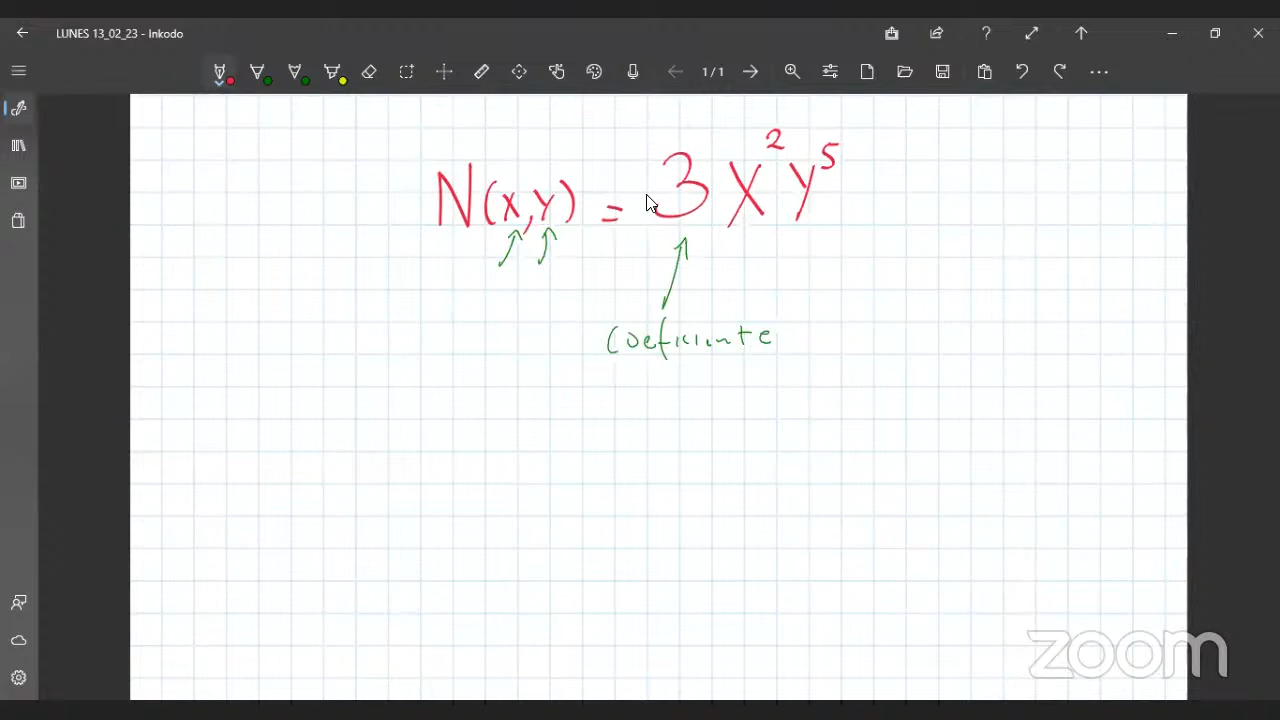 LUNES 13_02_23 - Inkodo
1/1
N(x,y) = 3x²y⁵
Coeficiente
zoom